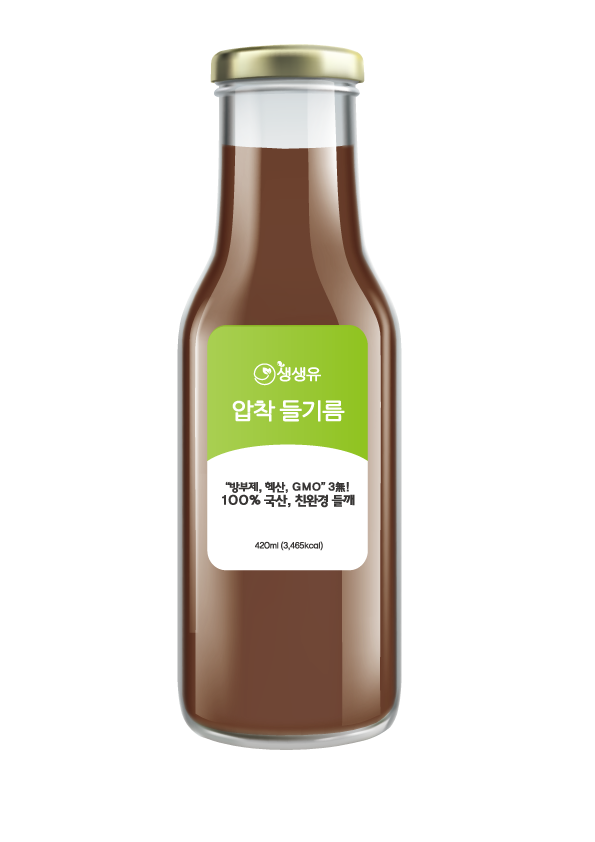 생생유
압착 들기름
“방부제, 헥산, GMO” 3無!
100% 국산, 친완경 들깨
420ml (3,465kcal)